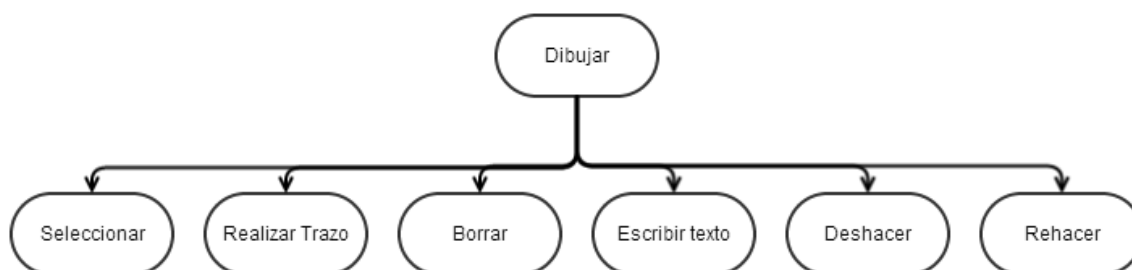 Dibujar
Seleccionar
Realizar Trazo
Borrar
Escribir texto
Deshacer
Rehacer